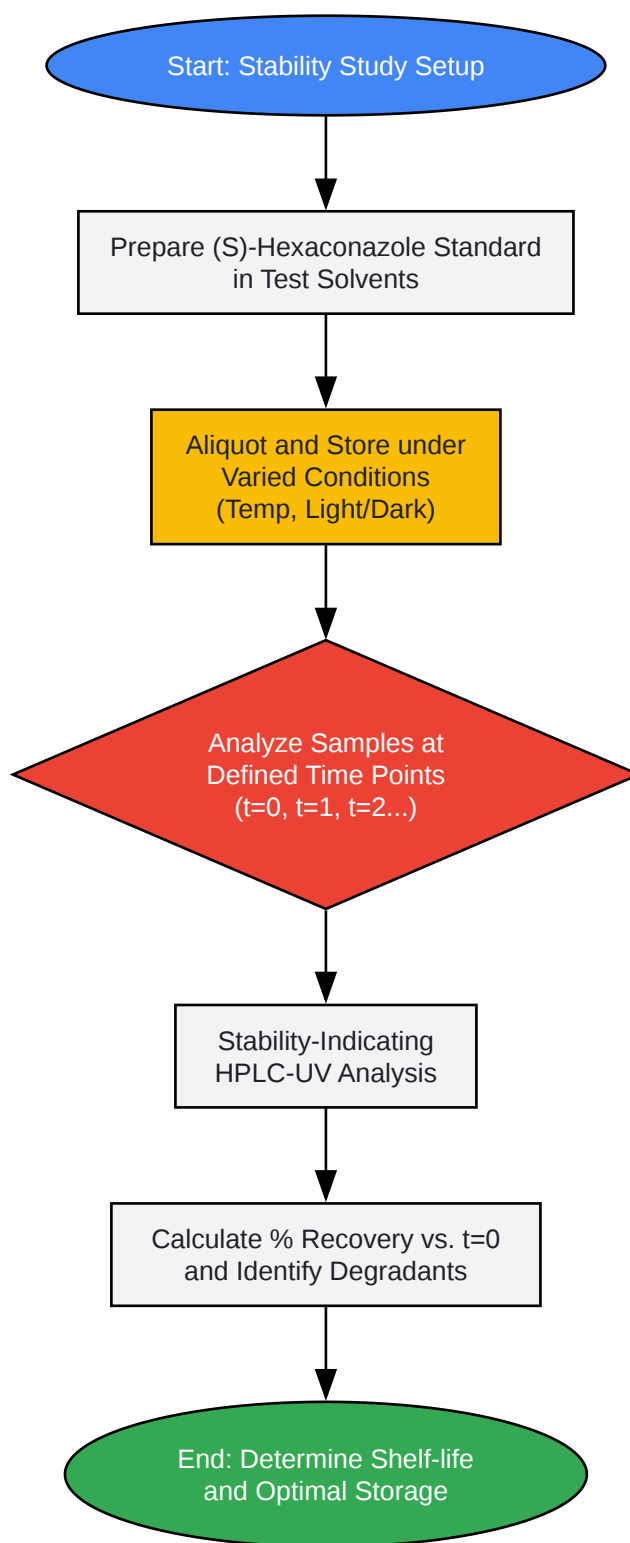 Start: Stability Study Setup
Prepare (S)-Hexaconazole Standard
in Test Solvents
Aliquot and Store under
Varied Conditions
(Temp, Light/Dark)
Analyze Samples at
Defined Time Points
(t=0, t=1, t=2...)
Stability-Indicating
HPLC-UV Analysis
Calculate % Recovery vs. t=0
and Identify Degradants
End: Determine Shelf-life
and Optimal Storage